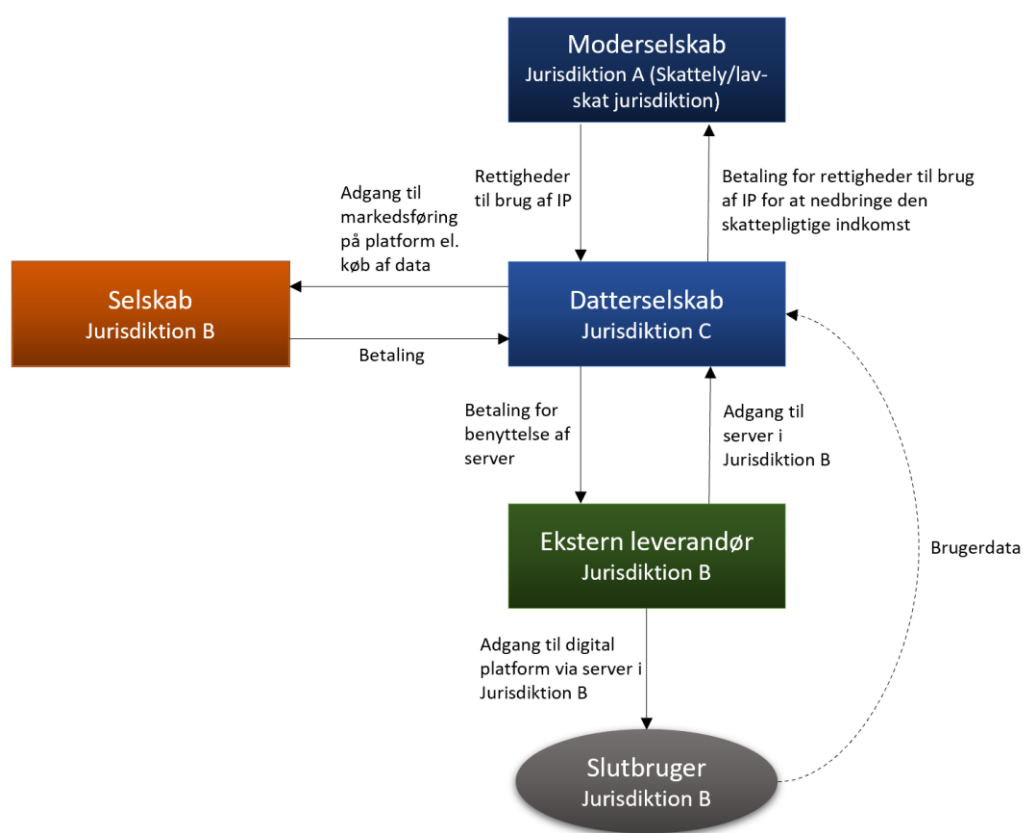 Moderselskab
Jurisdiktion A (Skattely/lav-
skat jurisdiktion)
Rettigheder
til brug af IP
Betaling for rettigheder til brug
af IP for at nedbringe den
skattepligtige indkomst
Adgang til
markedsføring
på platform el.
køb af data
Selskab
Jurisdiktion B
Datterselskab
Jurisdiktion C
Betaling
Betaling for
benyttelse af
server
Adgang til
server i
Jurisdiktion B
Ekstern leverandør
Jurisdiktion B
Brugerdata
Adgang til digital
platform via server i
Jurisdiktion B
Slutbruger
Jurisdiktion B